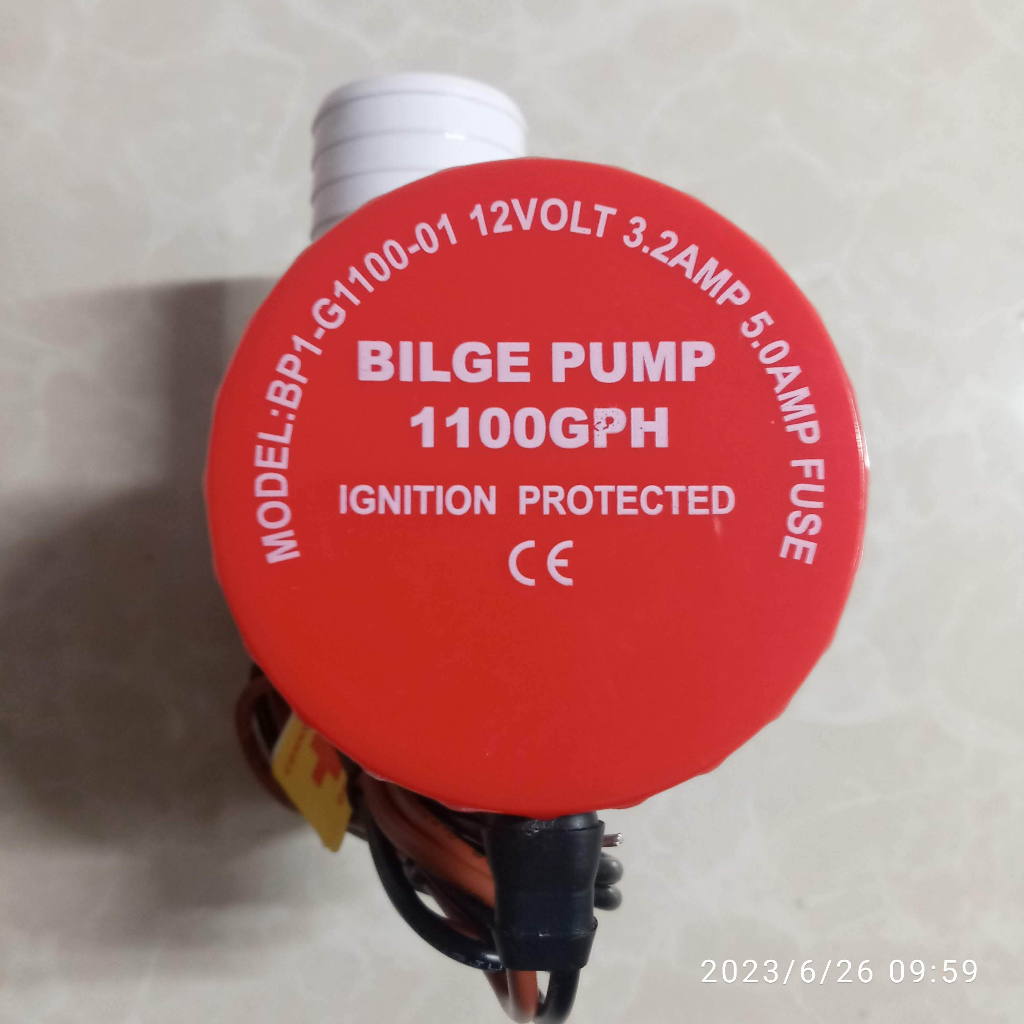 MODEL:BP1-G1100-01 12VOLT 3.2AMP 5.0AMP FUSE
BILGE PUMP
1100GPH
IGNITION PROTECTED
CE
2023/6/26 09:59